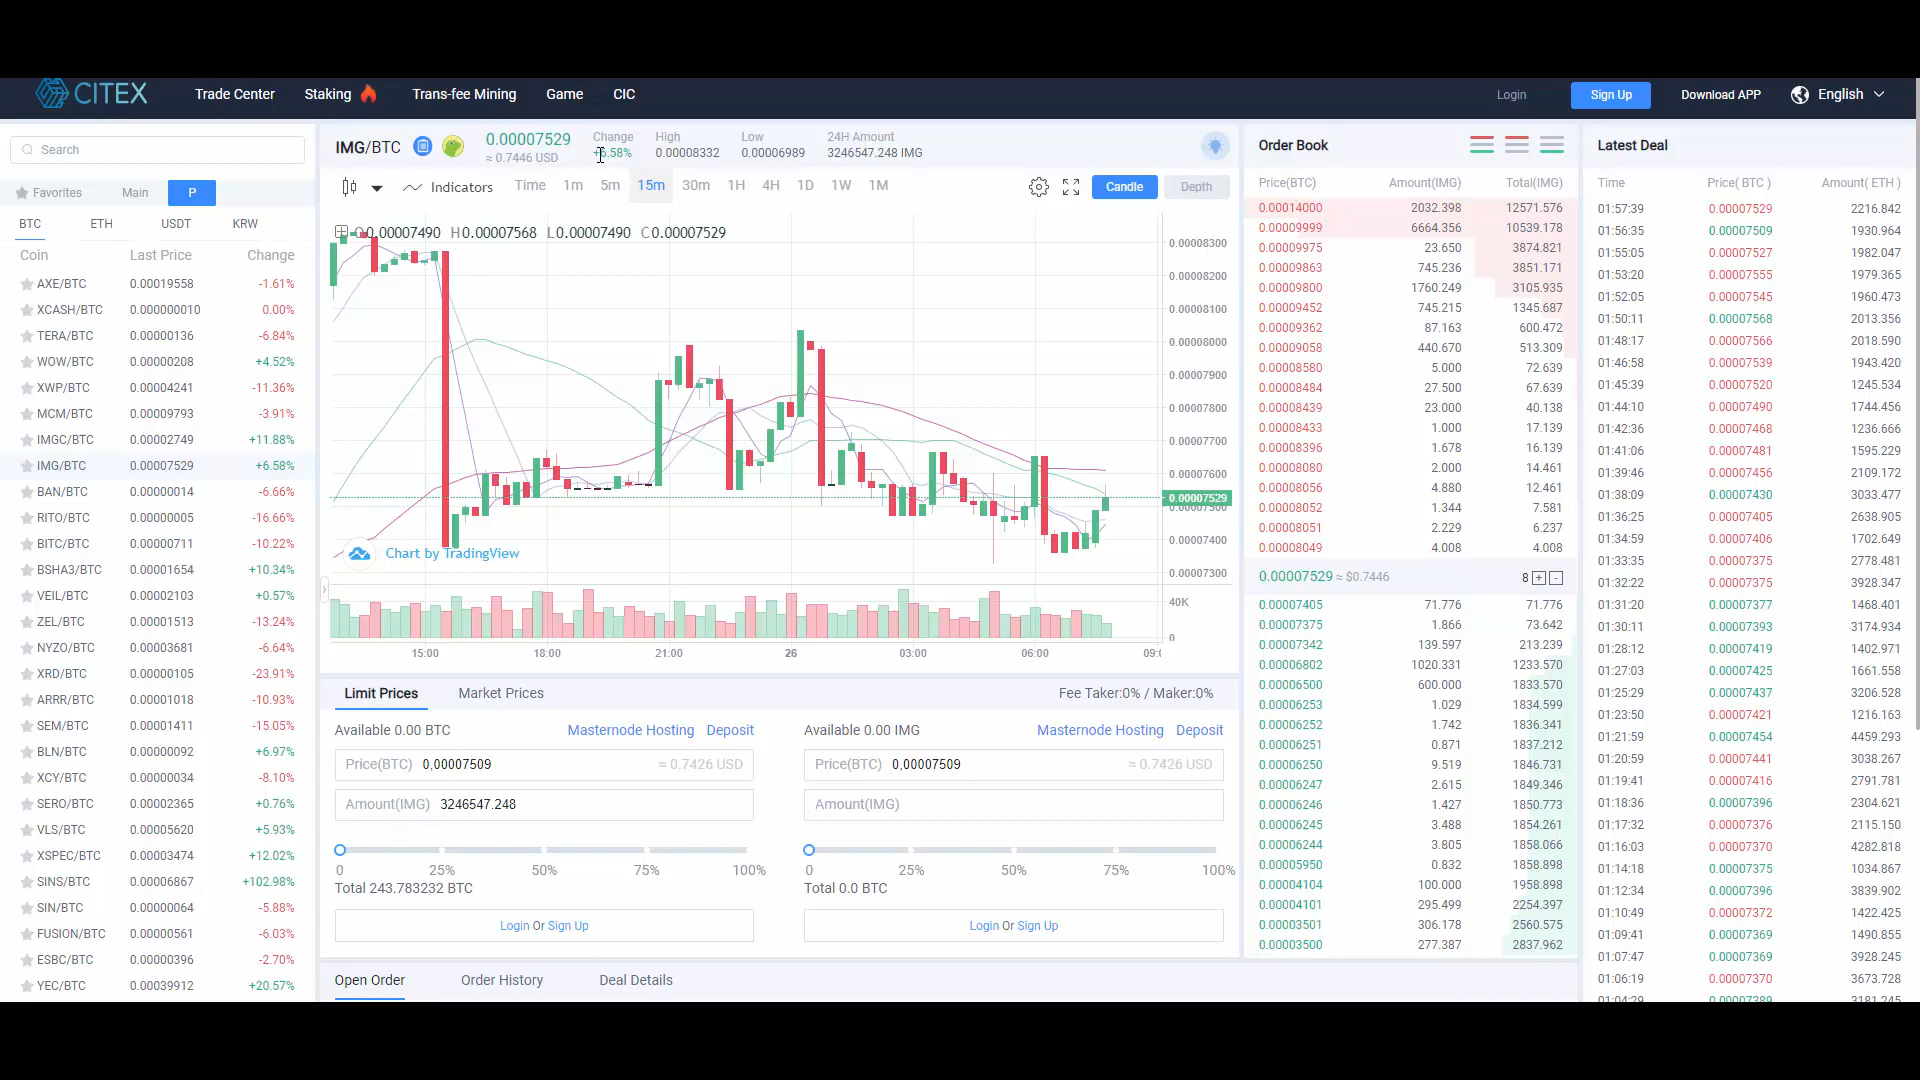 CITEX
Trade Center Staking Trans-fee Mining Game CIC Login Sign Up Download APP English
Search
Favorites Main P
BTC ETH USDT KRW
Coin Last Price Change
AXE/BTC 0.00019558 -1.61%
XCASH/BTC 0.000000010 0.00%
TERA/BTC 0.00000136 -6.84%
WOW/BTC 0.00000208 +4.52%
XWP/BTC 0.00004241 -11.36%
MCM/BTC 0.00009793 -3.91%
IMGC/BTC 0.00002749 +11.88%
IMG/BTC 0.00007529 +6.58%
BAN/BTC 0.00000014 -6.66%
RITO/BTC 0.00000005 -16.66%
BITC/BTC 0.00000711 -10.22%
BSHA3/BTC 0.00001654 +10.34%
VEIL/BTC 0.00002103 +0.57%
ZEL/BTC 0.00001513 -13.24%
NYZO/BTC 0.00003681 -6.64%
XRD/BTC 0.00000105 -23.91%
ARRR/BTC 0.00001018 -10.93%
SEM/BTC 0.00001411 -15.05%
BLN/BTC 0.00000092 +6.97%
XCY/BTC 0.00000034 -8.10%
SERO/BTC 0.00002365 +0.76%
VLS/BTC 0.00005620 +5.93%
XSPEC/BTC 0.00003474 +12.02%
SINS/BTC 0.00006867 +102.98%
SIN/BTC 0.00000064 -5.88%
FUSION/BTC 0.00000561 -6.03%
ESBC/BTC 0.00000396 -2.70%
YEC/BTC 0.00039912 +20.57%
IMG/BTC 0.00007529 Change High Low 24H Amount
≈ 0.7446 USD +6.58% 0.00008332 0.00006989 3246547.248 IMG
Indicators Time 1m 5m 15m 30m 1H 4H 1D 1W 1M Candle Depth
O0.00007490 H0.00007568 L0.00007490 C0.00007529
0.00008300
0.00008200
0.00008100
0.00008000
0.00007900
0.00007800
0.00007700
0.00007600
0.00007529
0.00007500
0.00007400
0.00007300
Chart by TradingView
40K
0
15:00 18:00 21:00 26 03:00 06:00 09:0
Limit Prices Market Prices Fee Taker:0% / Maker:0%
Available 0.00 BTC Masternode Hosting Deposit
Price(BTC) 0,00007509 ≈ 0.7426 USD
Amount(IMG) 3246547.248
0 25% 50% 75% 100%
Total 243.783232 BTC
Login Or Sign Up
Available 0.00 IMG Masternode Hosting Deposit
Price(BTC) 0,00007509 ≈ 0.7426 USD
Amount(IMG)
0 25% 50% 75% 100%
Total 0.0 BTC
Login Or Sign Up
Open Order Order History Deal Details
Order Book
Price(BTC) Amount(IMG) Total(IMG)
0.00014000 2032.398 12571.576
0.00009999 6664.356 10539.178
0.00009975 23.650 3874.821
0.00009863 745.236 3851.171
0.00009800 1760.249 3105.935
0.00009452 745.215 1345.687
0.00009362 87.163 600.472
0.00009058 440.670 513.309
0.00008580 5.000 72.639
0.00008484 27.500 67.639
0.00008439 23.000 40.138
0.00008433 1.000 17.139
0.00008396 1.678 16.139
0.00008080 2.000 14.461
0.00008056 4.880 12.461
0.00008052 1.344 7.581
0.00008051 2.229 6.237
0.00008049 4.008 4.008
0.00007529 ≈ $0.7446 8 + -
0.00007405 71.776 71.776
0.00007375 1.866 73.642
0.00007342 139.597 213.239
0.00006802 1020.331 1233.570
0.00006500 600.000 1833.570
0.00006253 1.029 1834.599
0.00006252 1.742 1836.341
0.00006251 0.871 1837.212
0.00006250 9.519 1846.731
0.00006247 2.615 1849.346
0.00006246 1.427 1850.773
0.00006245 3.488 1854.261
0.00006244 3.805 1858.066
0.00005950 0.832 1858.898
0.00004104 100.000 1958.898
0.00004101 295.499 2254.397
0.00003501 306.178 2560.575
0.00003500 277.387 2837.962
Latest Deal
Time Price( BTC ) Amount( ETH )
01:57:39 0.00007529 2216.842
01:56:35 0.00007509 1930.964
01:55:05 0.00007527 1982.047
01:53:20 0.00007555 1979.365
01:52:05 0.00007545 1960.473
01:50:11 0.00007568 2013.356
01:48:17 0.00007566 2018.590
01:46:58 0.00007539 1943.420
01:45:39 0.00007520 1245.534
01:44:10 0.00007490 1744.456
01:42:36 0.00007468 1236.666
01:41:06 0.00007481 1595.229
01:39:46 0.00007456 2109.172
01:38:09 0.00007430 3033.477
01:36:25 0.00007405 2638.905
01:34:59 0.00007406 1702.649
01:33:35 0.00007375 2778.481
01:32:22 0.00007375 3928.347
01:31:20 0.00007377 1468.401
01:30:11 0.00007393 3174.934
01:28:12 0.00007419 1402.971
01:27:03 0.00007425 1661.558
01:25:29 0.00007437 3206.528
01:23:50 0.00007421 1216.163
01:21:59 0.00007454 4459.293
01:20:59 0.00007441 3038.267
01:19:41 0.00007416 2791.781
01:18:36 0.00007396 2304.621
01:17:32 0.00007376 2115.150
01:16:03 0.00007370 4282.818
01:14:18 0.00007375 1034.867
01:12:34 0.00007396 3839.902
01:10:49 0.00007372 1422.425
01:09:41 0.00007369 1490.855
01:07:47 0.00007369 3928.245
01:06:19 0.00007370 3673.728
01:04:29 0.00007389 3181.245